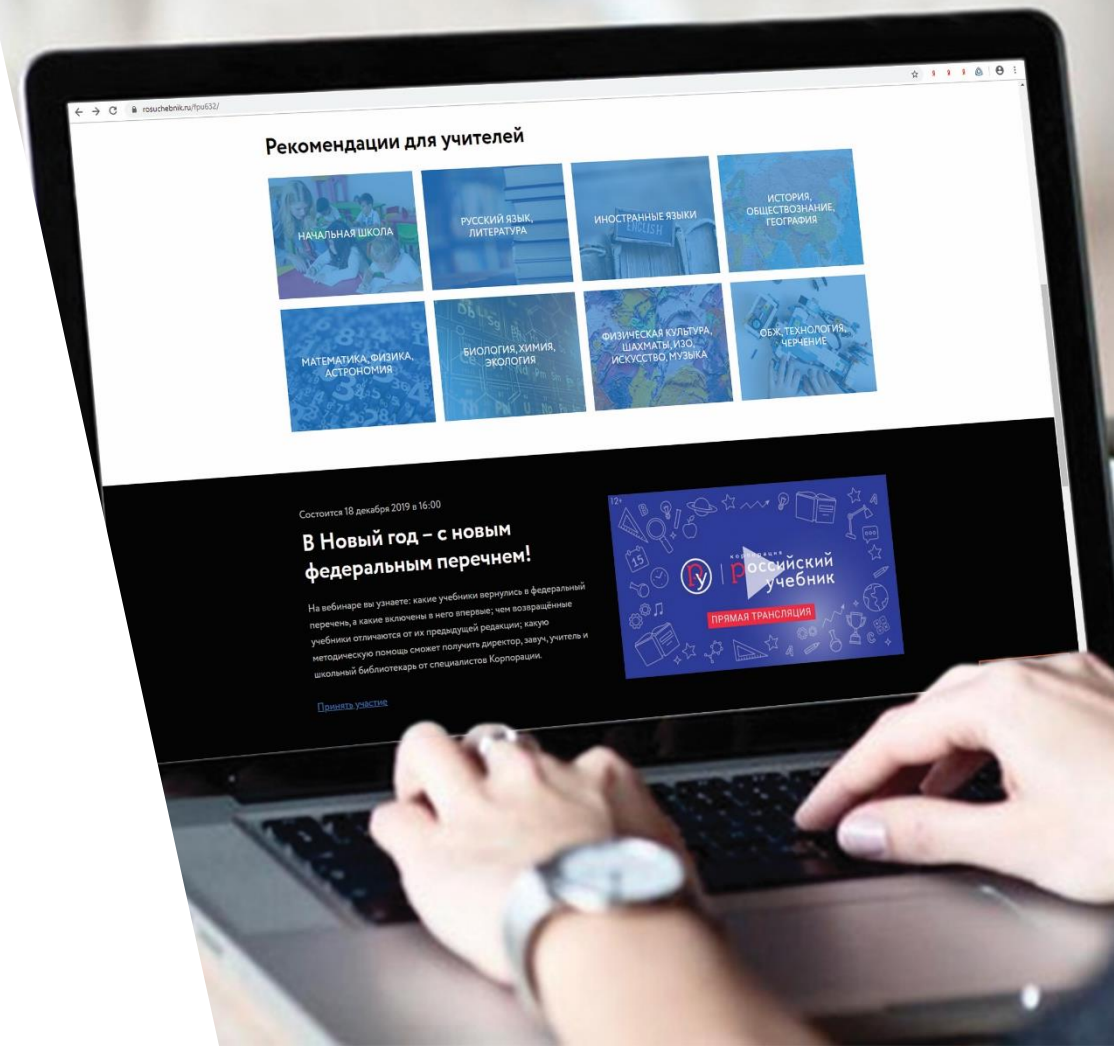 rosuchebnik.ru/fpu632/
Рекомендации для учителей
НАЧАЛЬНАЯ ШКОЛА
РУССКИЙ ЯЗЫК,
ЛИТЕРАТУРА
ИНОСТРАННЫЕ ЯЗЫКИ
ENGLISH
ИСТОРИЯ,
ОБЩЕСТВОЗНАНИЕ,
ГЕОГРАФИЯ
МАТЕМАТИКА, ФИЗИКА,
АСТРОНОМИЯ
БИОЛОГИЯ, ХИМИЯ,
ЭКОЛОГИЯ
ФИЗИЧЕСКАЯ КУЛЬТУРА,
ШАХМАТЫ, ИЗО,
ИСКУССТВО, МУЗЫКА
ОБЖ, ТЕХНОЛОГИЯ,
ЧЕРЧЕНИЕ
Состоится 18 декабря 2019 в 16:00
В Новый год – с новым
федеральным перечнем!
На вебинаре вы узнаете: какие учебники вернулись в федеральный
перечень, а какие включены в него впервые; чем возвращённые
учебники отличаются от их предыдущей редакции; какую
методическую помощь сможет получить директор, завуч, учитель и
школьный библиотекарь от специалистов Корпорации.
Принять участие
12+
корпорация
российский
учебник
ПРЯМАЯ ТРАНСЛЯЦИЯ
15